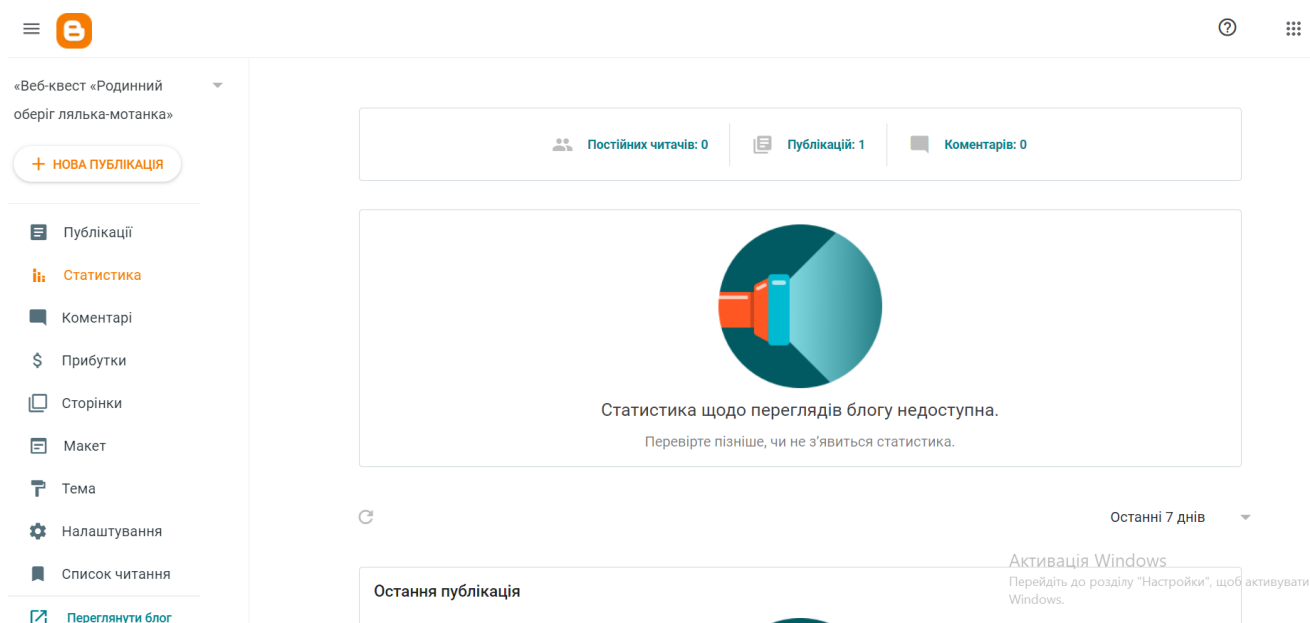 «Веб-квест «Родинний
оберіг лялька-мотанка»
НОВА ПУБЛІКАЦІЯ
Публікації
Статистика
Коментарі
Прибутки
Сторінки
Макет
Тема
Налаштування
Список читання
Переглянути блог
Постійних читачів: 0
Публікацій: 1
Коментарів: 0
Статистика щодо переглядів блогу недоступна.
Перевірте пізніше, чи не з’явиться статистика.
Останні 7 днів
Остання публікація
Активація Windows
Перейдіть до розділу "Настройки", щоб активувати
Windows.